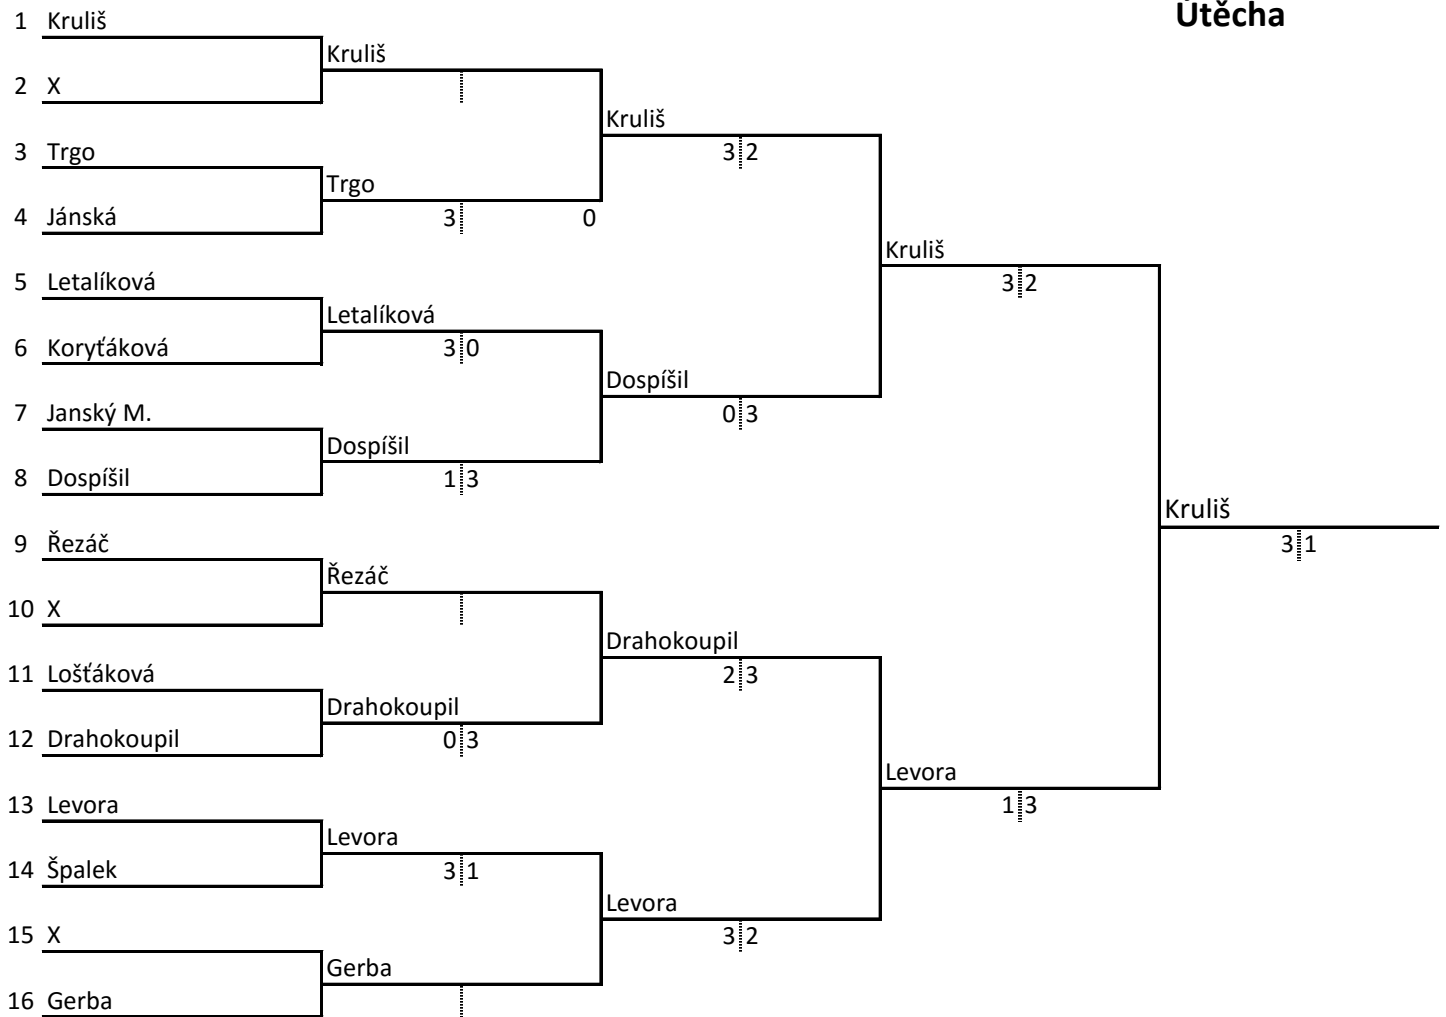 Útěcha
1 Kruliš
Kruliš
2 X
Kruliš
3|2
3 Trgo
Trgo
4 Jánská
3| 0
Kruliš
3|2
5 Letalíková
Letalíková
6 Koryťáková
3|0
Dospíšil
0|3
7 Janský M.
Dospíšil
8 Dospíšil
1|3
Kruliš
3|1
9 Řezáč
Řezáč
10 X
Drahokoupil
2|3
11 Lošťáková
Drahokoupil
12 Drahokoupil
0|3
Levora
1|3
13 Levora
Levora
14 Špalek
3|1
Levora
3|2
15 X
Gerba
16 Gerba